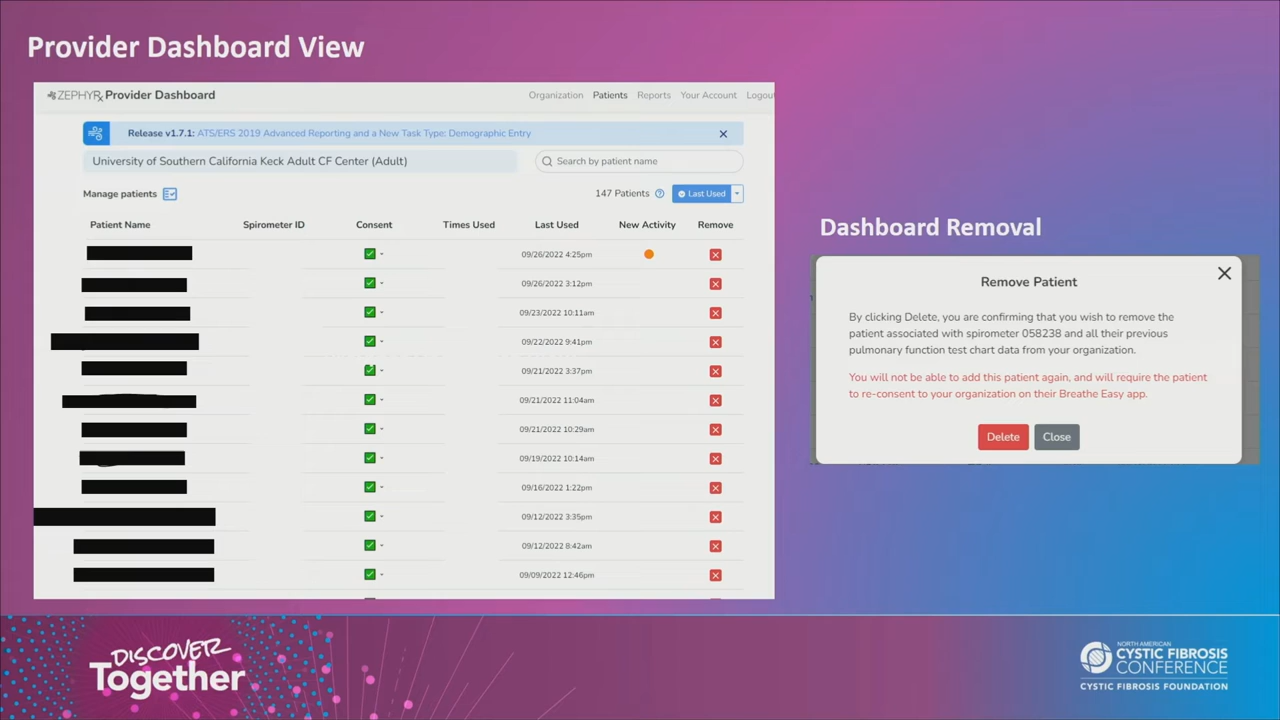 Provider Dashboard View
ZEPHYRx Provider Dashboard
Organization Patients Reports Your Account Logout
Release v1.7.1: ATS/ERS 2019 Advanced Reporting and a New Task Type: Demographic Entry
University of Southern California Keck Adult CF Center (Adult)
Search by patient name
Manage patients
147 Patients
Last Used
Patient Name Spirometer ID Consent Times Used Last Used New Activity Remove
09/26/2022 4:25pm
09/26/2022 3:12pm
09/23/2022 10:11am
09/22/2022 9:41pm
09/21/2022 3:37pm
09/21/2022 11:04am
09/21/2022 10:29am
09/19/2022 10:14am
09/16/2022 1:22pm
09/12/2022 3:35pm
09/12/2022 8:42am
09/09/2022 12:46pm
Dashboard Removal
Remove Patient
By clicking Delete, you are confirming that you wish to remove the
patient associated with spirometer 058238 and all their previous
pulmonary function test chart data from your organization.
You will not be able to add this patient again, and will require the patient
to re-consent to your organization on their Breathe Easy app.
Delete Close
DISCOVER
Together
NORTH AMERICAN
CYSTIC FIBROSIS
CONFERENCE
CYSTIC FIBROSIS FOUNDATION